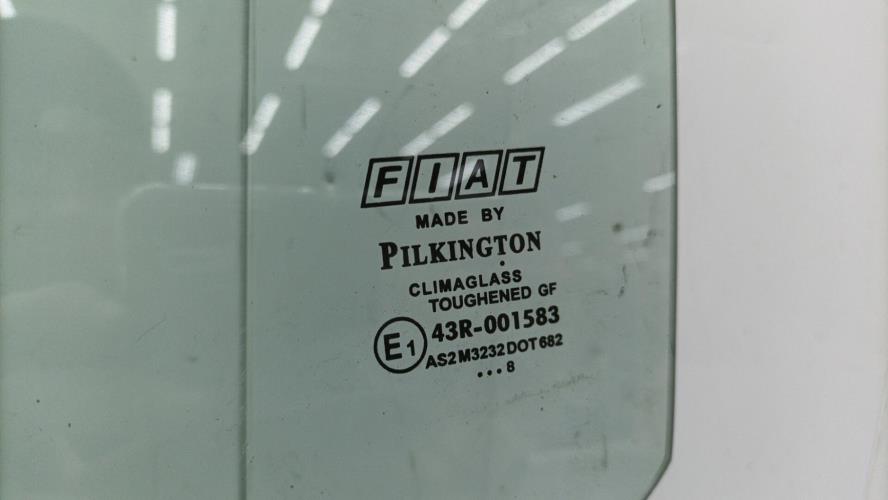 FIAT
MADE BY
PILKINGTON
CLIMAGLASS
TOUGHENED GF
E1 43R-001583
AS2 M3232 DOT 682
...8